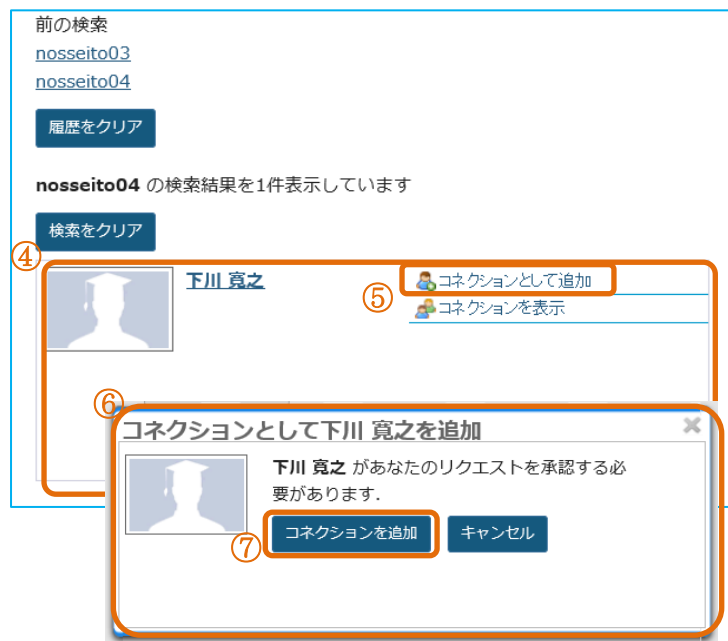 前の検索
nosseito03
nosseito04
履歴をクリア
nosseito04 の検索結果を1件表示しています
検索をクリア
④
下川 寛之
⑤
コネクションとして追加
コネクションを表示
⑥
コネクションとして下川 寛之を追加
下川 寛之 があなたのリクエストを承認する必
要があります.
⑦
コネクションを追加
キャンセル